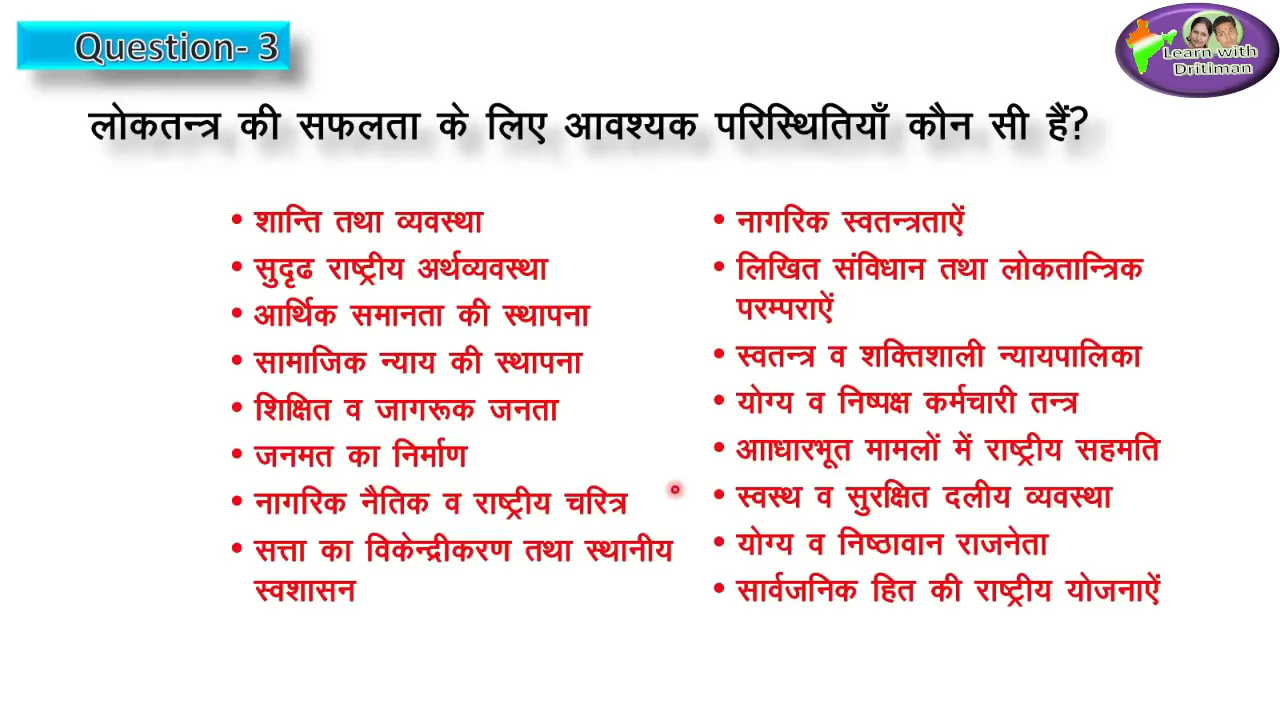 Question- 3
Learn with
Dritiman
लोकतन्त्र की सफलता के लिए आवश्यक परिस्थितियाँ कौन सी हैं?
• शान्ति तथा व्यवस्था
• सुदृढ राष्ट्रीय अर्थव्यवस्था
• आर्थिक समानता की स्थापना
• सामाजिक न्याय की स्थापना
• शिक्षित व जागरूक जनता
• जनमत का निर्माण
• नागरिक नैतिक व राष्ट्रीय चरित्र
• सत्ता का विकेन्द्रीकरण तथा स्थानीय
स्वशासन
• नागरिक स्वतन्त्रताऐं
• लिखित संविधान तथा लोकतान्त्रिक
परम्पराऐं
• स्वतन्त्र व शक्तिशाली न्यायपालिका
• योग्य व निष्पक्ष कर्मचारी तन्त्र
• आाधारभूत मामलों में राष्ट्रीय सहमति
• स्वस्थ व सुरक्षित दलीय व्यवस्था
• योग्य व निष्ठावान राजनेता
• सार्वजनिक हित की राष्ट्रीय योजनाऐं